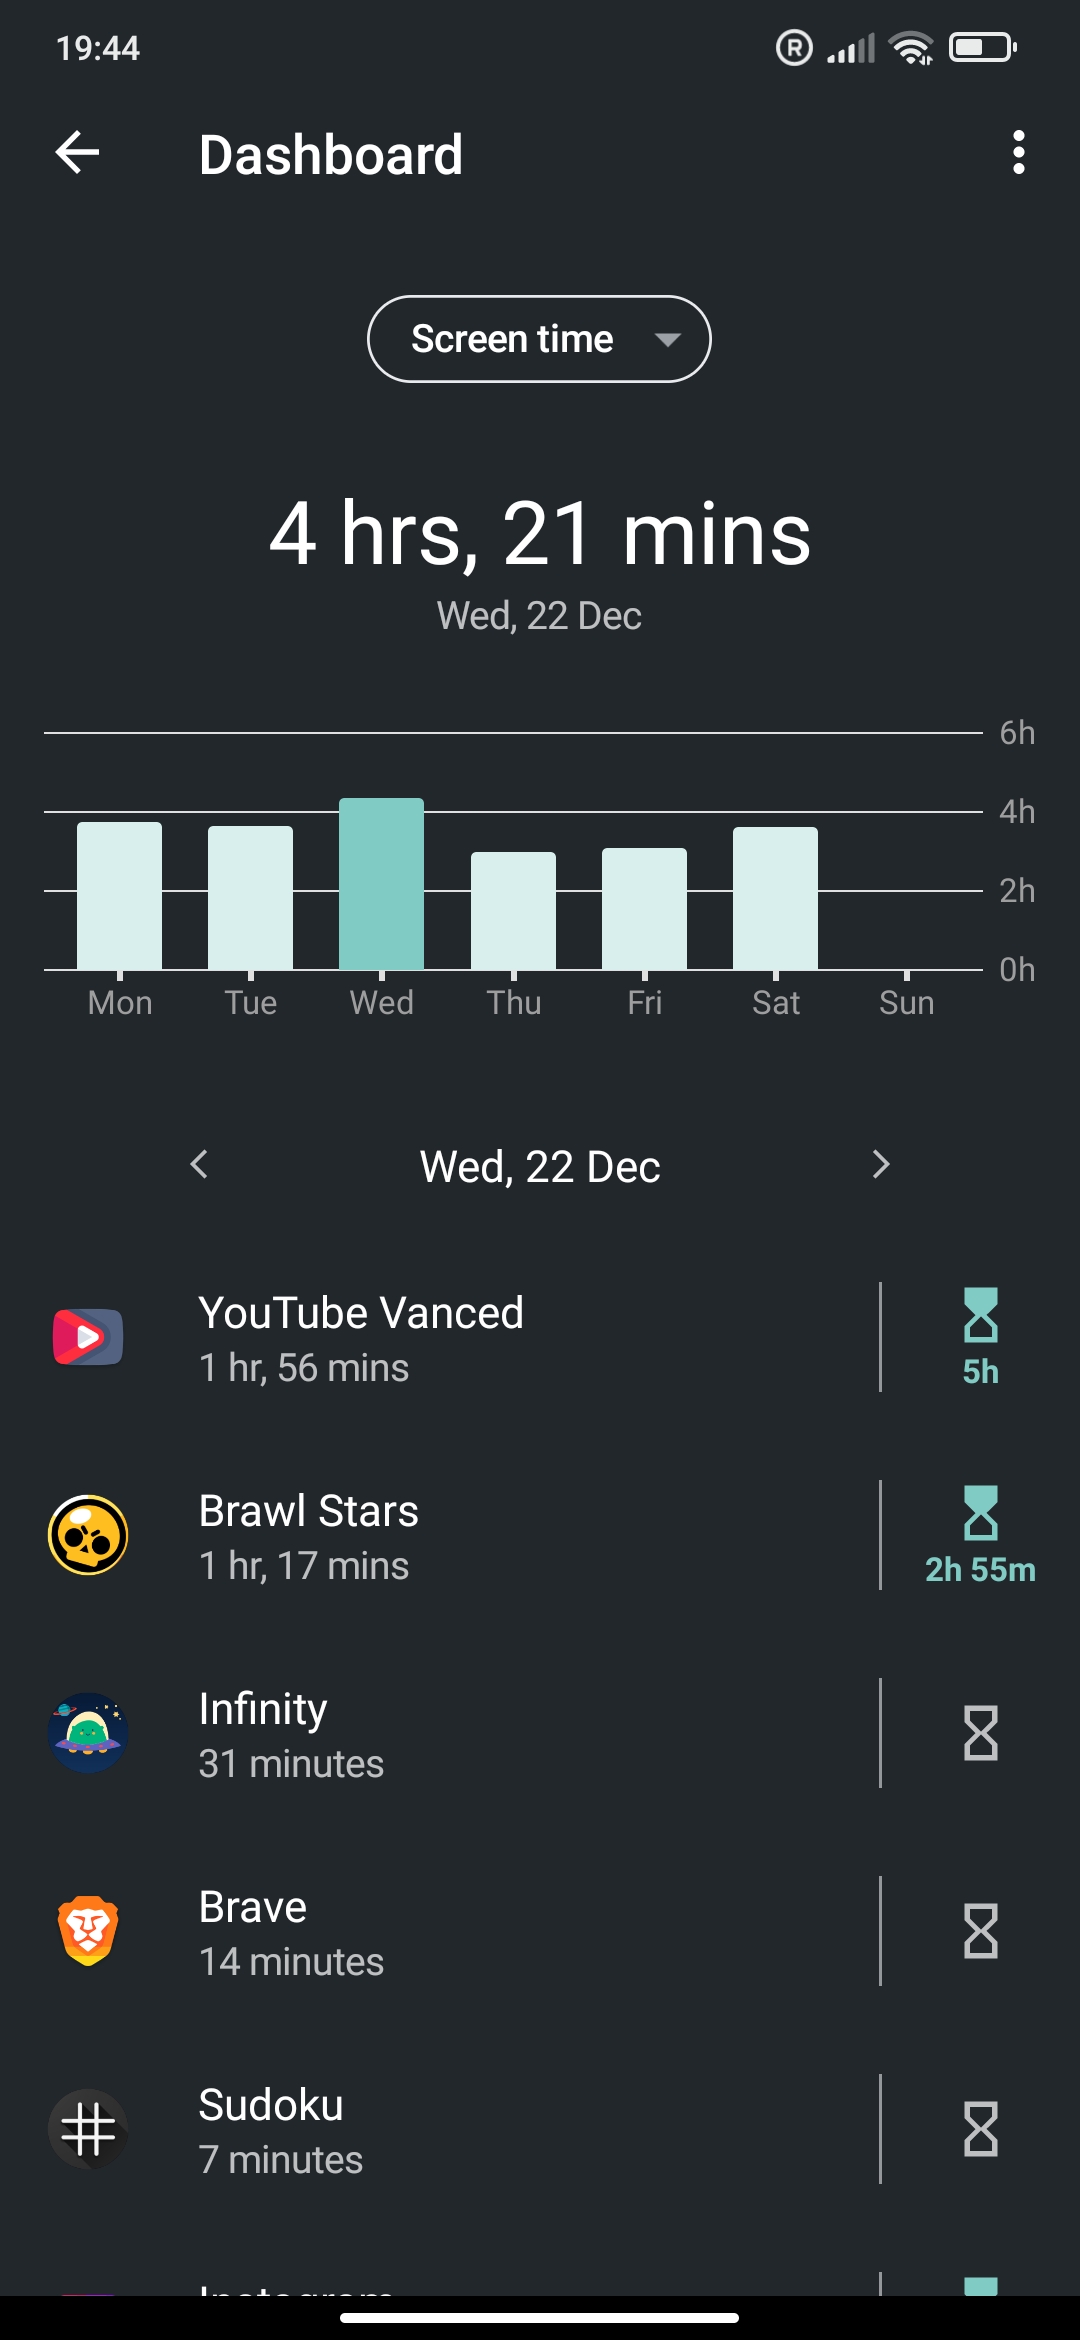 19:44
Dashboard
Screen time
4 hrs, 21 mins
Wed, 22 Dec
6h
4h
2h
0h
Mon Tue Wed Thu Fri Sat Sun
Wed, 22 Dec
YouTube Vanced
1 hr, 56 mins
5h
Brawl Stars
1 hr, 17 mins
2h 55m
Infinity
31 minutes
Brave
14 minutes
Sudoku
7 minutes
Instagram